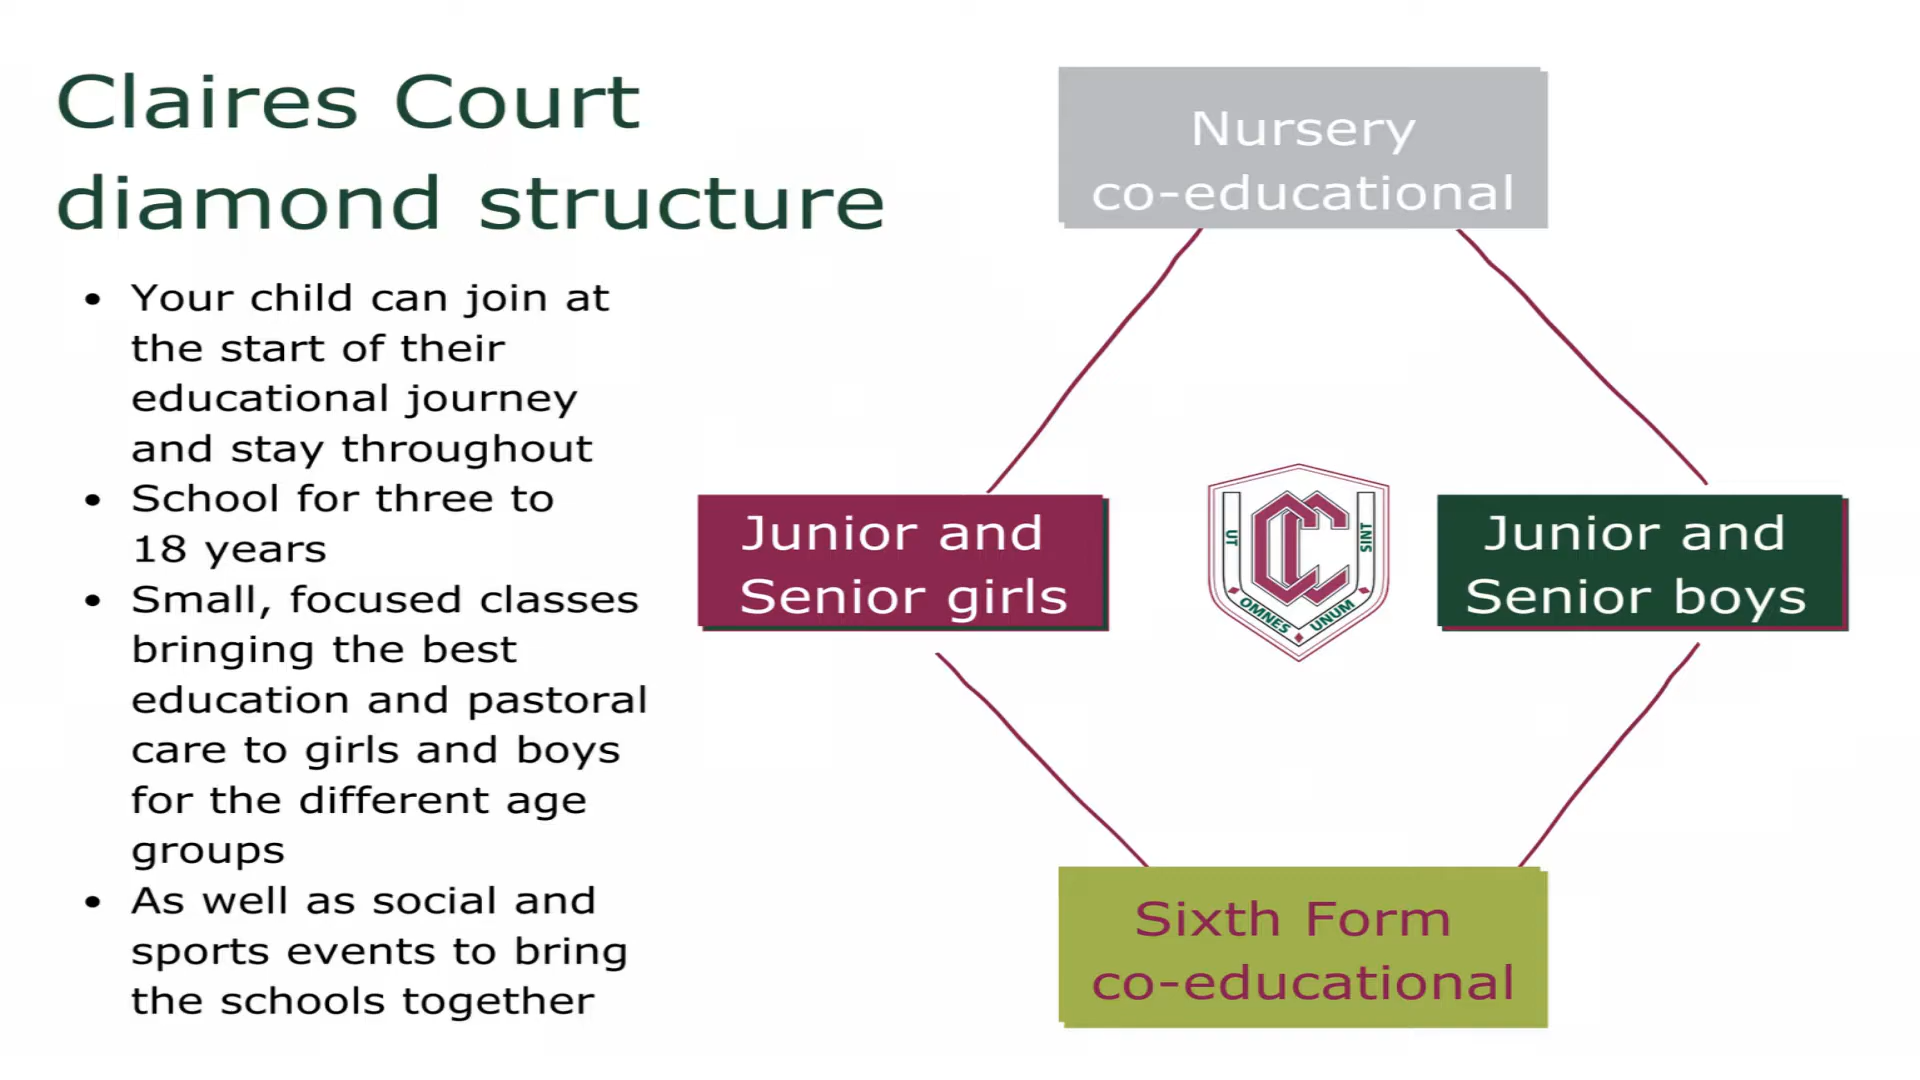 Claires Court
diamond structure
• Your child can join at
the start of their
educational journey
and stay throughout
• School for three to
18 years
• Small, focused classes
bringing the best
education and pastoral
care to girls and boys
for the different age
groups
• As well as social and
sports events to bring
the schools together
Nursery
co-educational
Junior and
Senior girls
UT
OMNES
UNUM
SINT
Junior and
Senior boys
Sixth Form
co-educational